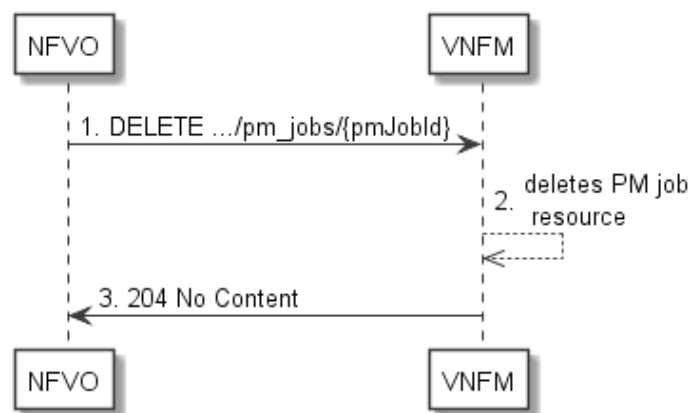 NFVO
VNFM
1. DELETE .../pm_jobs/{pmJobId}
2. deletes PM job
resource
3. 204 No Content
NFVO
VNFM